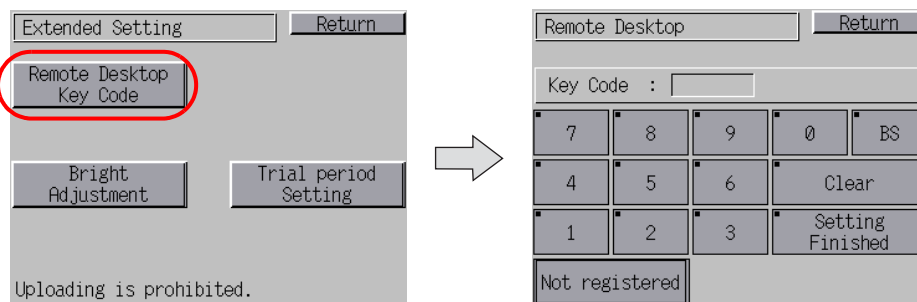 Extended Setting
Return
Remote Desktop
Key Code
Bright
Adjustment
Trial period
Setting
Uploading is prohibited.
Remote Desktop
Return
Key Code :
7 8 9 0 BS
4 5 6 Clear
1 2 3 Setting
Finished
Not registered